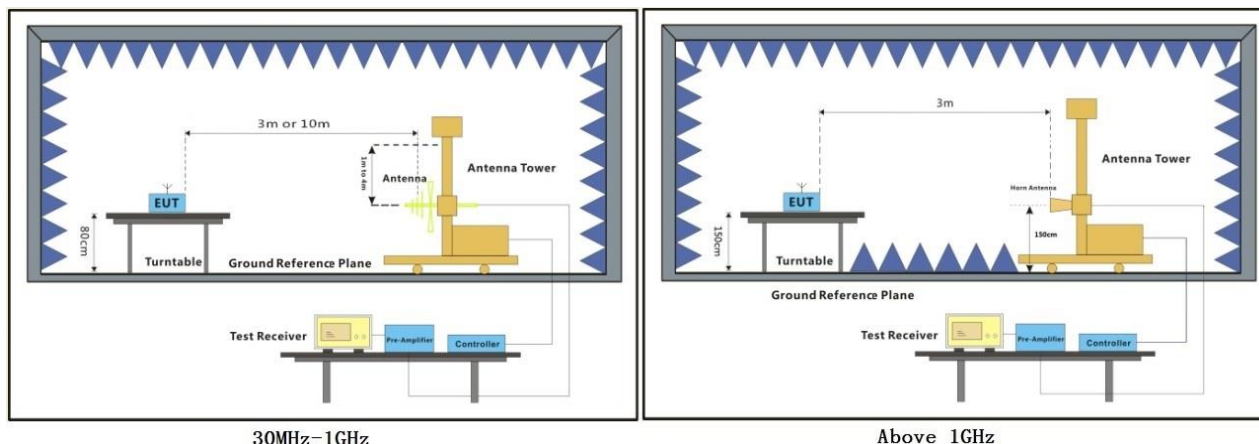 3m or 10m
1m to 4m
Antenna
Antenna Tower
EUT
80cm
Turntable
Ground Reference Plane
Test Receiver
Pre-Amplifier
Controller
30MHz-1GHz
3m
Antenna Tower
Horn Antenna
EUT
150cm
150cm
Turntable
Ground Reference Plane
Test Receiver
Pre-Amplifier
Controller
Above 1GHz